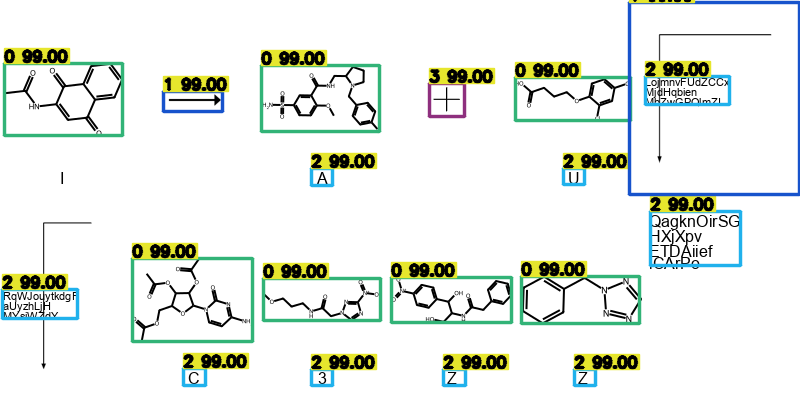 0 99.00
0 99.00
1 99.00
3 99.00
0 99.00
2 99.00
LojmnvFUdZCCx
MjdHqbien
I
2 99.00
A
2 99.00
U
2 99.00
QagknOirSG
HXjXpv
ETDAiief
2 99.00
RqWJouytkdgF
aUyzhLjH
0 99.00
0 99.00
0 99.00
0 99.00
2 99.00
C
2 99.00
3
2 99.00
Z
2 99.00
Z